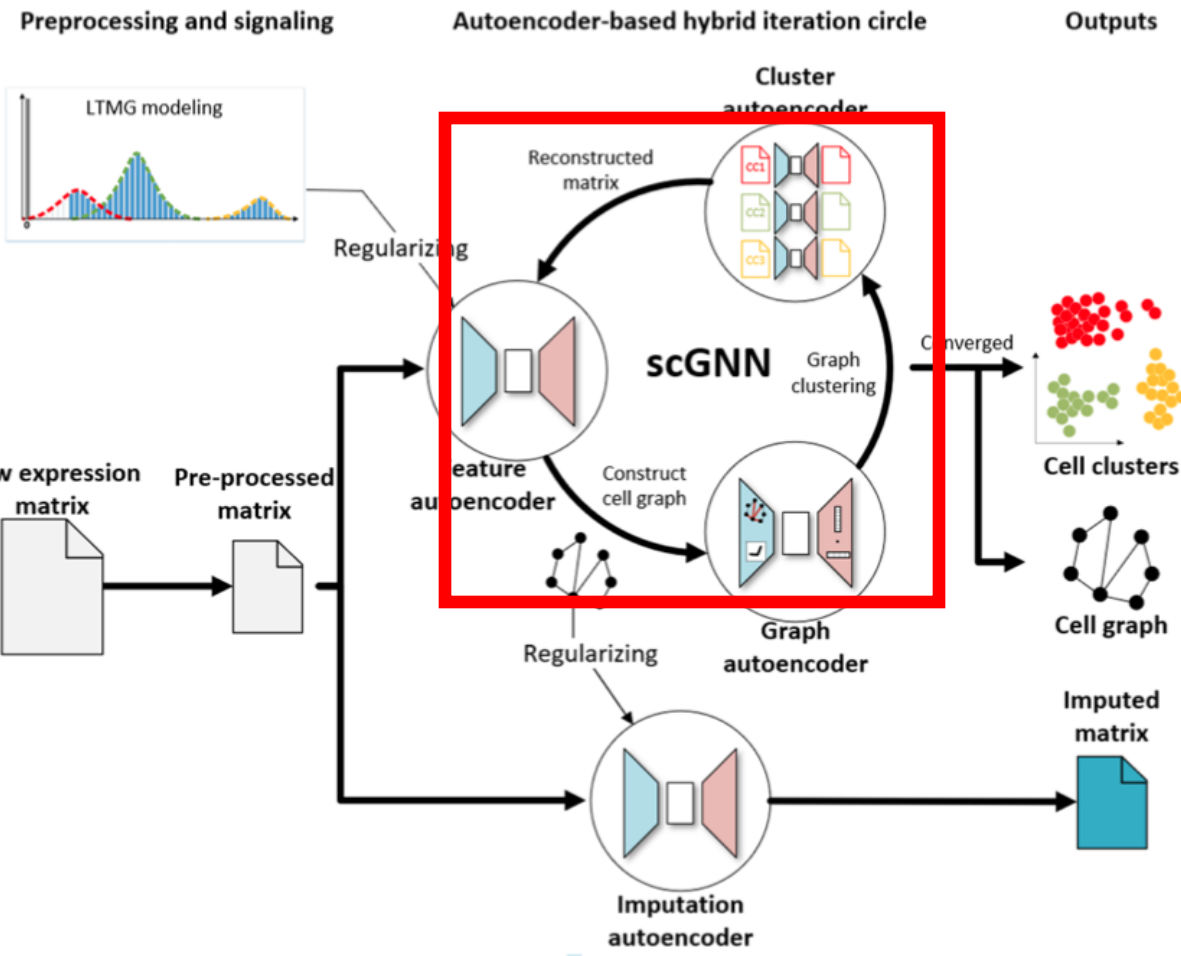 Preprocessing and signaling
Autoencoder-based hybrid iteration circle
Outputs
LTMG modeling
0
Regularizing
Cluster
autoencoder
CC1
CC2
CC3
Reconstructed
matrix
scGNN
Graph
clustering
Converged
Cell clusters
w expression
matrix
Pre-processed
matrix
eature
autoencoder
Construct
cell graph
Graph
autoencoder
Cell graph
Regularizing
Imputed
matrix
Imputation
autoencoder